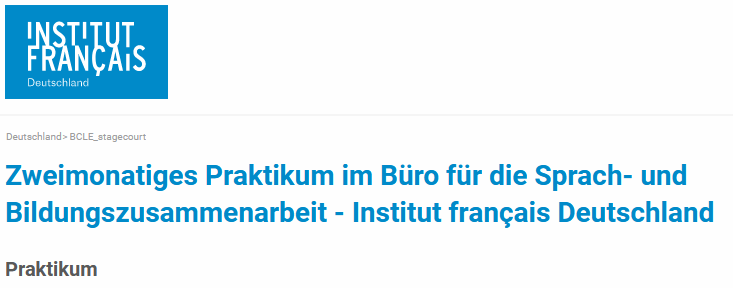 INSTITUT
FRANÇAIS
Deutschland
Deutschland> BCLE_stagecourt
Zweimonatiges Praktikum im Büro für die Sprach- und
Bildungszusammenarbeit - Institut français Deutschland
Praktikum